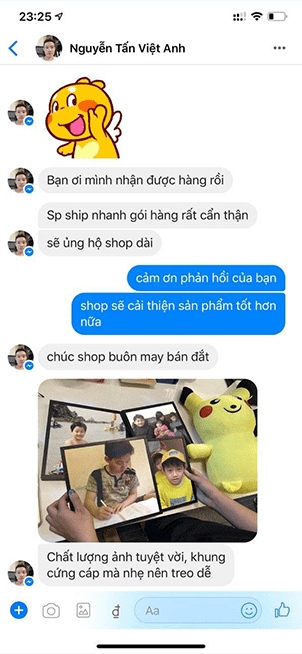 23:25
Nguyễn Tấn Việt Anh
Bạn ơi mình nhận được hàng rồi
Sp ship nhanh gói hàng rất cẩn thận
sẽ ủng hộ shop dài
cảm ơn phản hồi của bạn
shop sẽ cải thiện sản phẩm tốt hơn
nữa
chúc shop buôn may bán đắt
Chất lượng ảnh tuyệt vời, khung
cứng cáp mà nhẹ nên treo dễ
đ
Aa